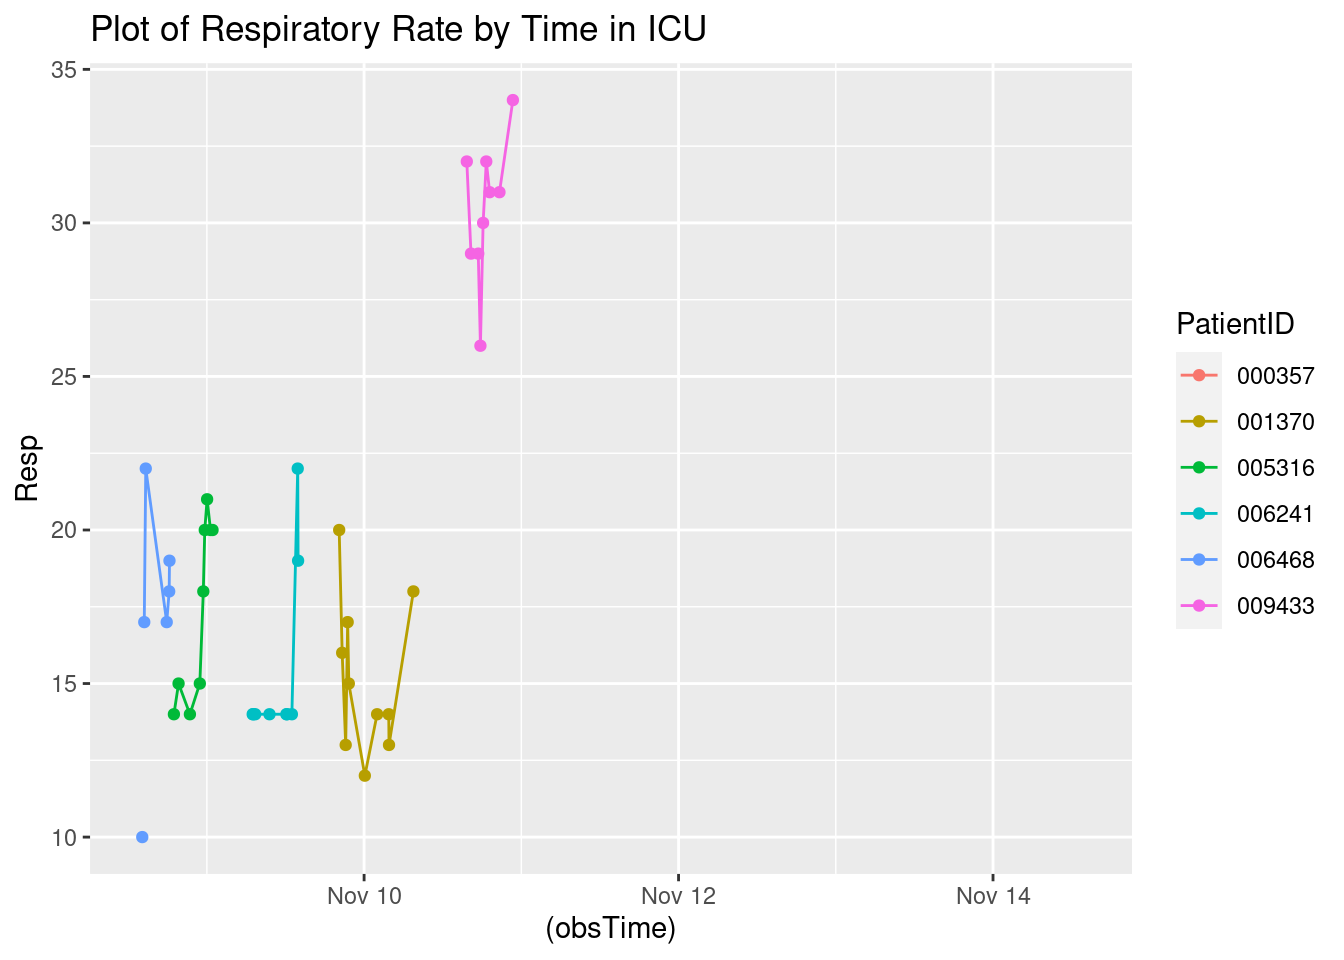 Plot of Respiratory Rate by Time in ICU
35
30
25
20
15
10
Resp
Nov 10
Nov 12
Nov 14
(obsTime)
PatientID
000357
001370
005316
006241
006468
009433